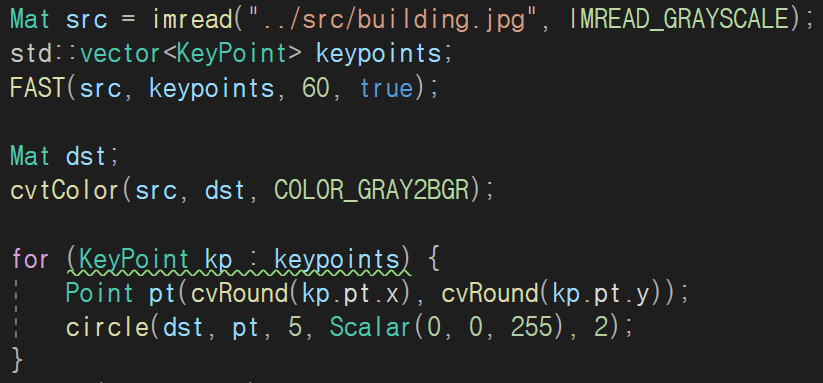 Mat src = imread("../src/building.jpg", IMREAD_GRAYSCALE);
std::vector<KeyPoint> keypoints;
FAST(src, keypoints, 60, true);
Mat dst;
cvtColor(src, dst, COLOR_GRAY2BGR);
for (KeyPoint kp : keypoints) {
    Point pt(cvRound(kp.pt.x), cvRound(kp.pt.y));
    circle(dst, pt, 5, Scalar(0, 0, 255), 2);
}